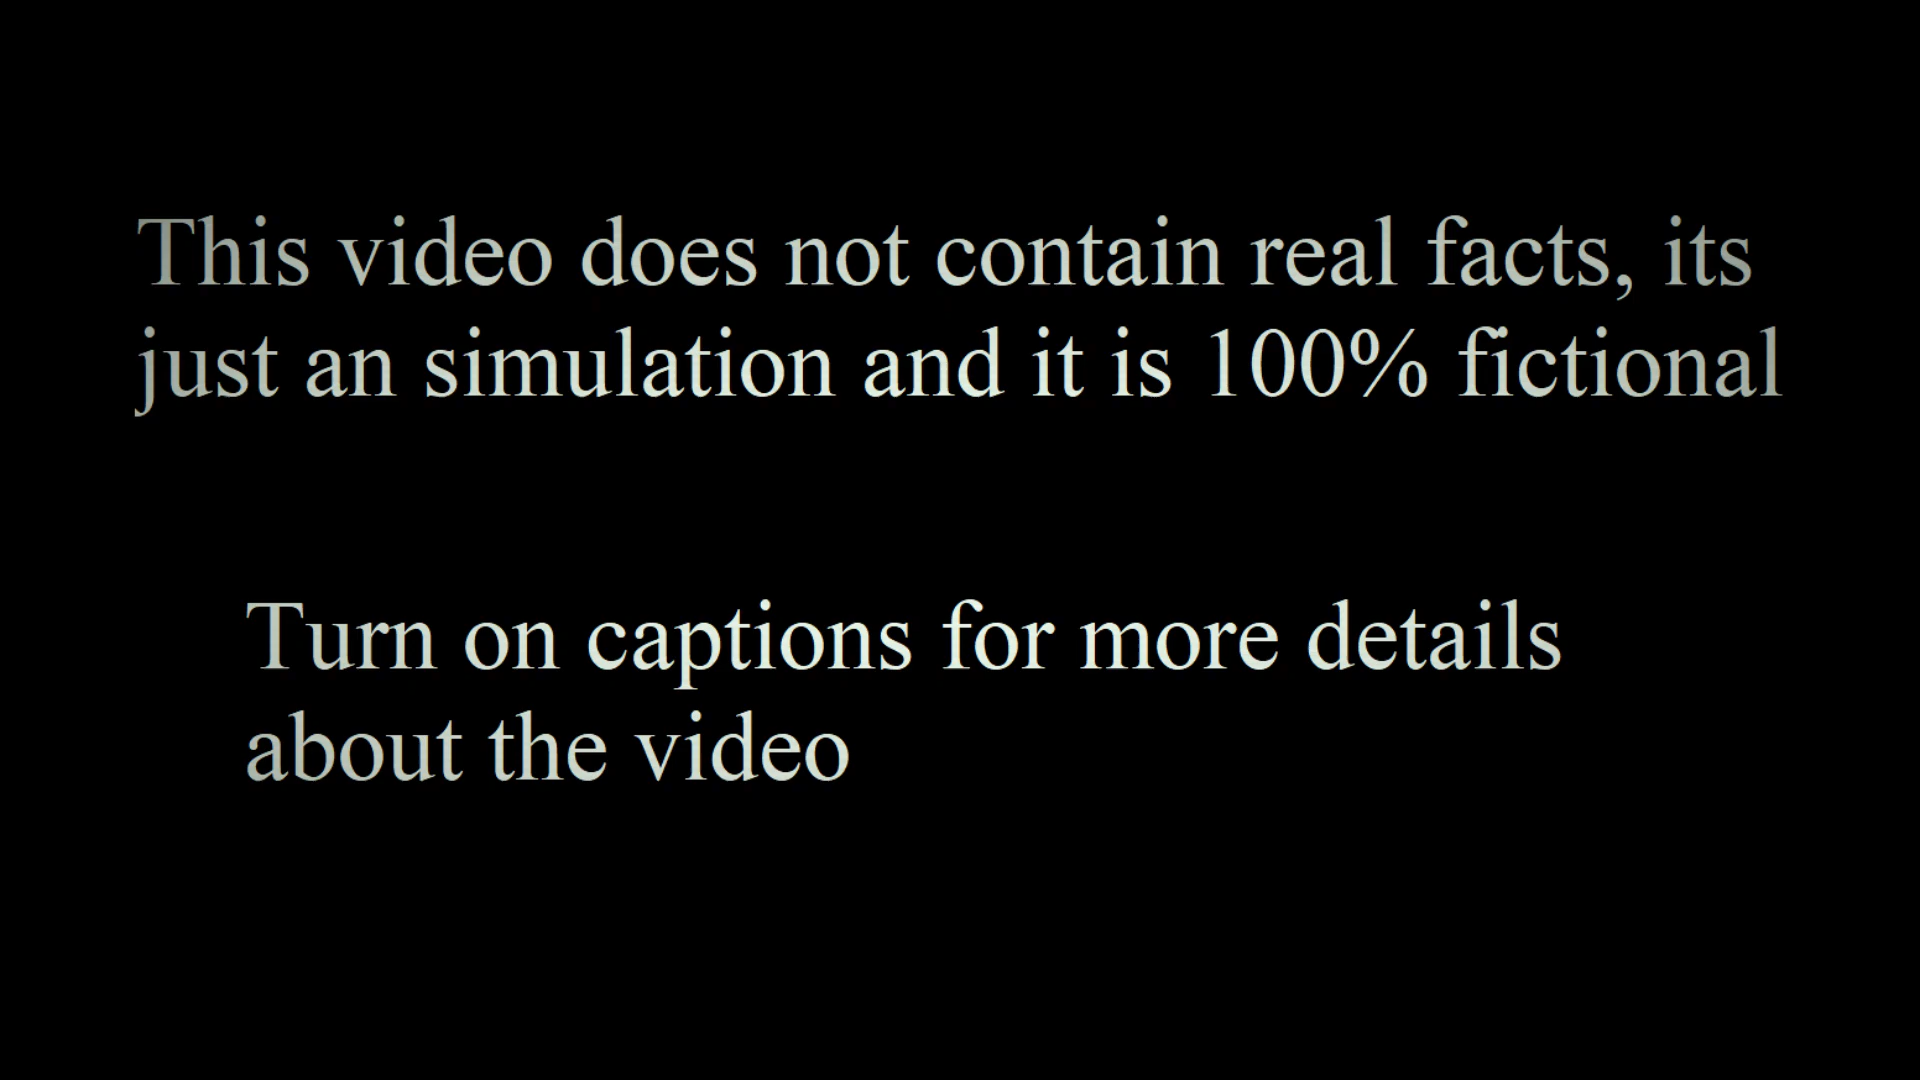 This video does not contain real facts, its
just an simulation and it is 100% fictional
Turn on captions for more details
about the video